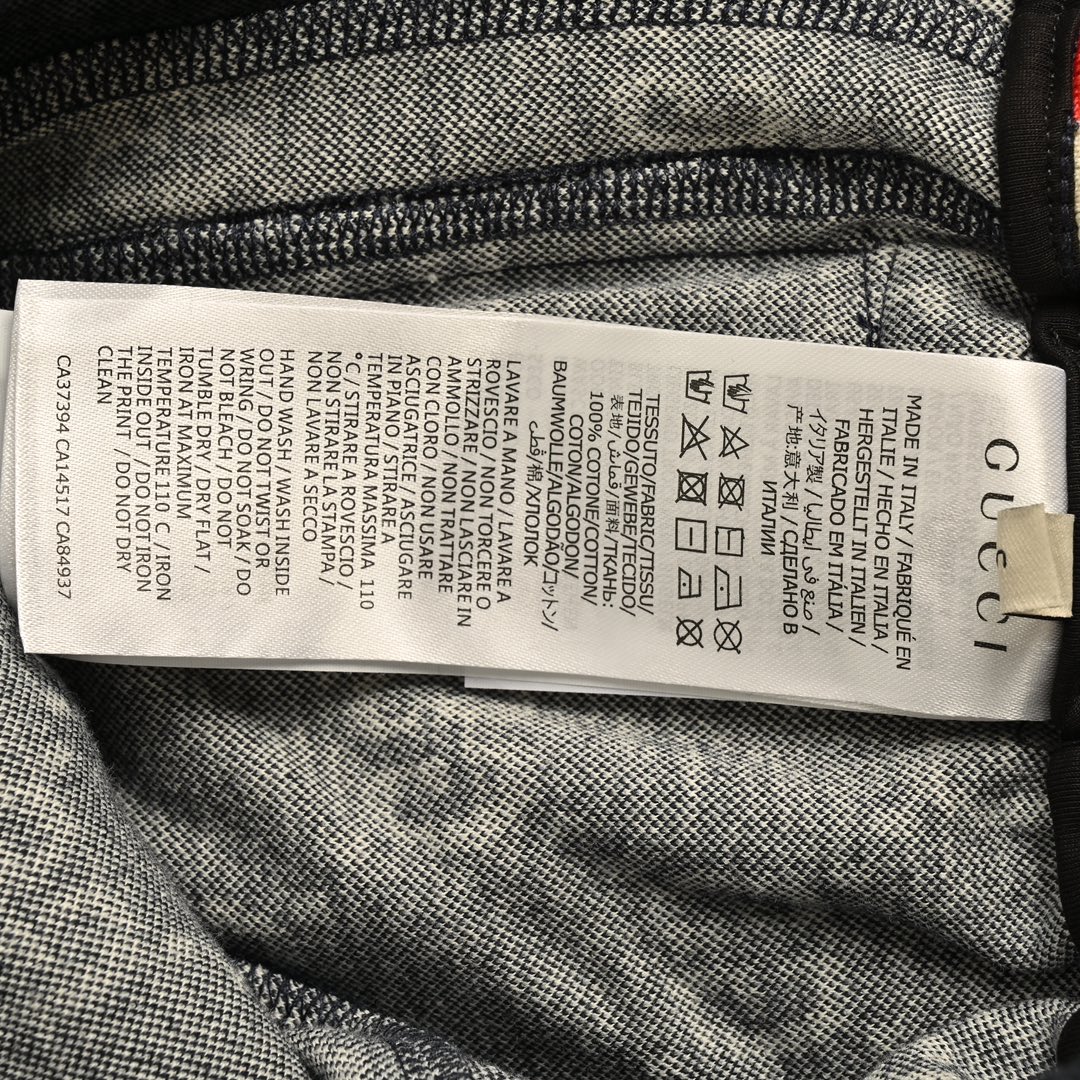 GUCCI
MADE IN ITALY / FABRIQUÉ EN
ITALIE / HECHO EN ITALIA /
HERGESTELLT IN ITALIEN /
FABRICADO EM ITÁLIA /
イタリア製 / صنع في ايطاليا /
产地:意大利 / СДЕЛАНО В
ИТАЛИИ
TESSUTO/FABRIC/TISSU/
TEJIDO/GEWEBE/TECIDO/
表地/قماش/面料/ТКАНЬ:
100% COTONE/COTTON/
COTON/ALGODON/
BAUMWOLLE/ALGODÃO/コットン/
قطن/棉/ХЛОПОК
LAVARE A MANO / LAVARE A
ROVESCIO / NON TORCERE O
STRIZZARE / NON LASCIARE IN
AMMOLLO / NON TRATTARE
CON CLORO / NON USARE
ASCIUGATRICE / ASCIUGARE
IN PIANO / STIRARE A
TEMPERATURA MASSIMA 110
°C / STIRARE A ROVESCIO /
NON STIRARE LA STAMPA /
NON LAVARE A SECCO
HAND WASH / WASH INSIDE
OUT / DO NOT TWIST OR
WRING / DO NOT SOAK / DO
NOT BLEACH / DO NOT
TUMBLE DRY / DRY FLAT /
IRON AT MAXIMUM
TEMPERATURE 110 C / IRON
INSIDE OUT / DO NOT IRON
THE PRINT DO NOT DRY
CLEAN
CA37394 CA14517 CA84937